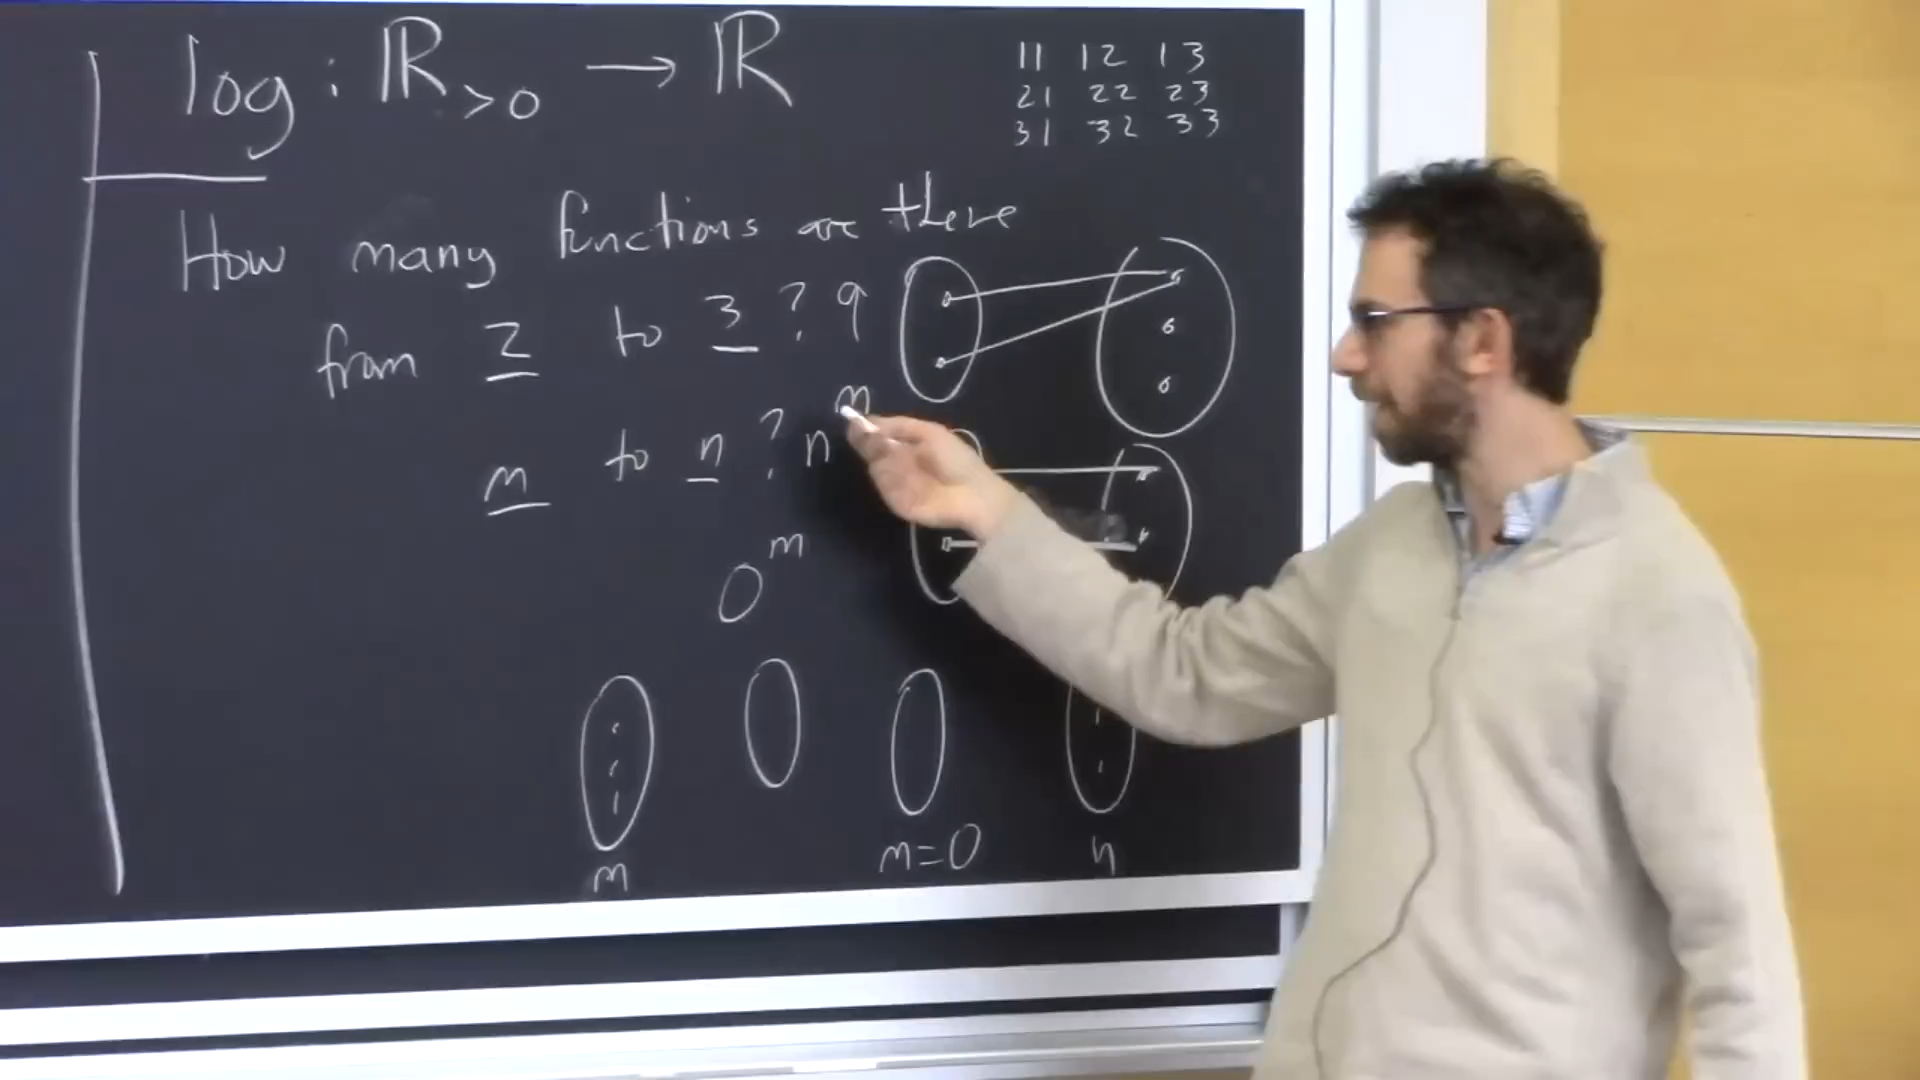 log : ℝ>0 → ℝ
11 12 13
21 22 23
31 32 33
How many functions are there
from 2 to 3 ? 9
m to n ? n^m
0^m
m
m=0
n